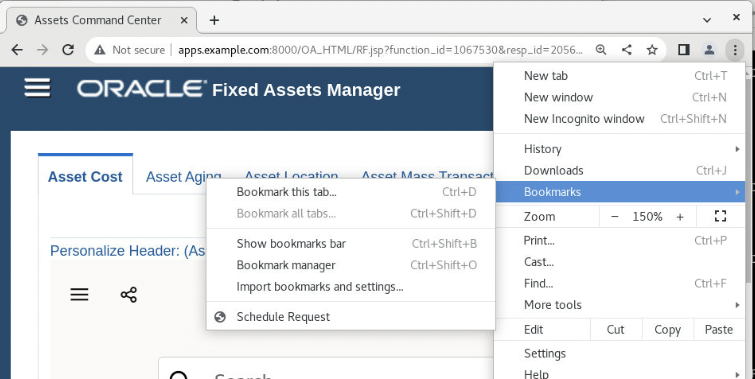 Assets Command Center
Not secure | apps.example.com:8000/OA_HTML/RF.jsp?function_id=1067530&resp_id=2056...
ORACLE Fixed Assets Manager
Asset Cost Asset Aging Asset Location Asset Mass Transact
Personalize Header: (As
Search
New tab Ctrl+T
New window Ctrl+N
New Incognito window Ctrl+Shift+N
History
Downloads Ctrl+J
Bookmarks
Zoom − 150% +
Print... Ctrl+P
Cast...
Find... Ctrl+F
More tools
Edit Cut Copy Paste
Settings
Help
Bookmark this tab... Ctrl+D
Bookmark all tabs... Ctrl+Shift+D
Show bookmarks bar Ctrl+Shift+B
Bookmark manager Ctrl+Shift+O
Import bookmarks and settings...
Schedule Request